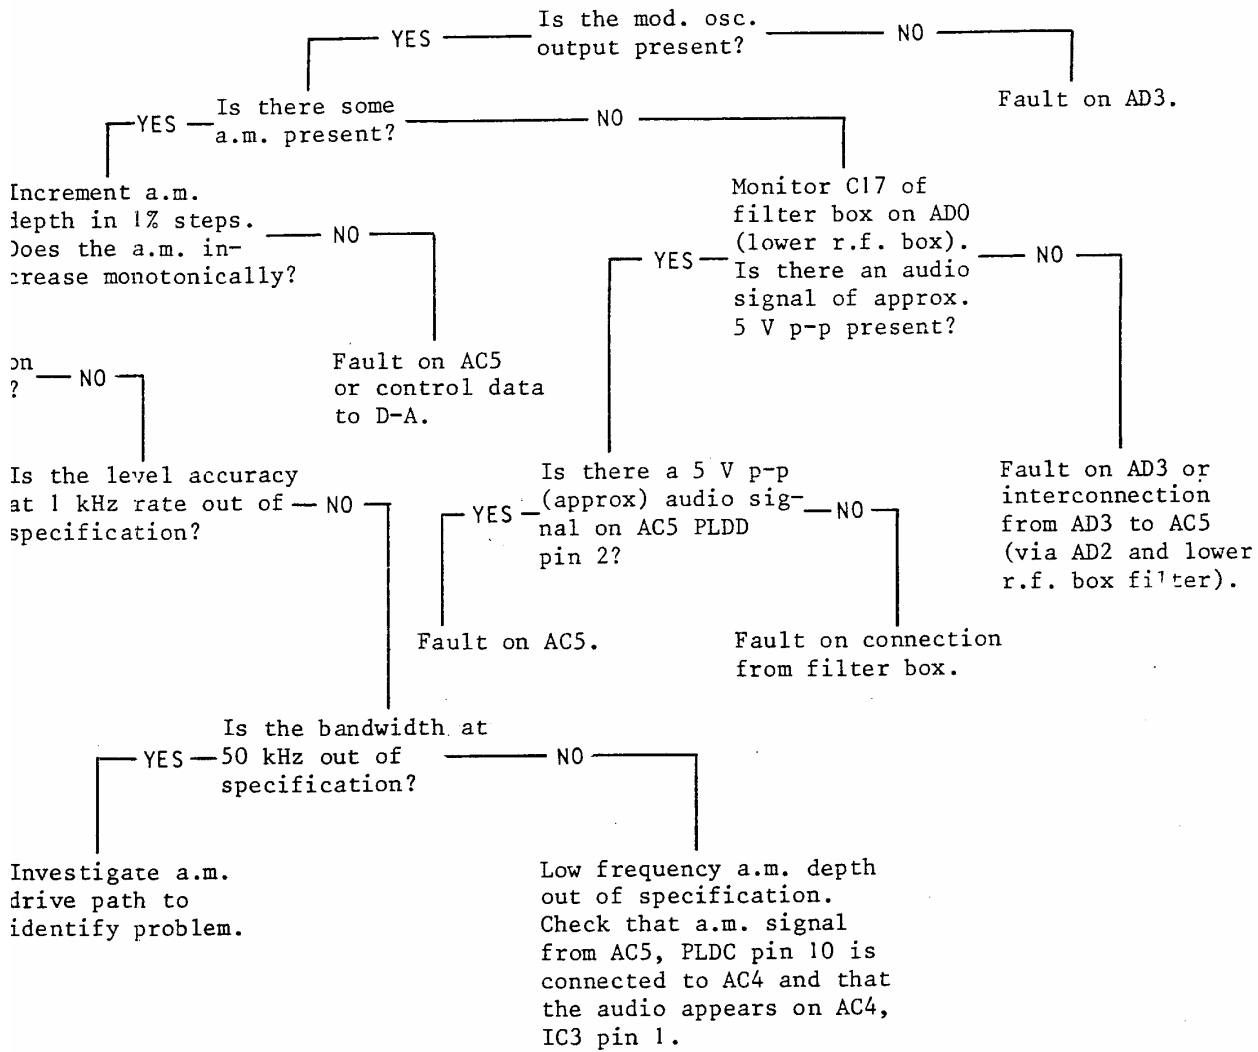 Is the mod. osc.
output present?
YES
NO
Fault on AD3.
Is there some
a.m. present?
YES
NO
Increment a.m.
depth in 1% steps.
Does the a.m. in-
crease monotonically?
NO
Monitor C17 of
filter box on AD0
(lower r.f. box).
Is there an audio
signal of approx.
5 V p-p present?
YES
NO
on
?
NO
Fault on AC5
or control data
to D-A.
Is the level accuracy
at 1 kHz rate out of
specification?
NO
Is there a 5 V p-p
(approx) audio sig-
nal on AC5 PLDD
pin 2?
YES
NO
Fault on AD3 or
interconnection
from AD3 to AC5
(via AD2 and lower
r.f. box filter).
Fault on AC5.
Fault on connection
from filter box.
Is the bandwidth at
50 kHz out of
specification?
YES
NO
Investigate a.m.
drive path to
identify problem.
Low frequency a.m. depth
out of specification.
Check that a.m. signal
from AC5, PLDC pin 10 is
connected to AC4 and that
the audio appears on AC4,
IC3 pin 1.